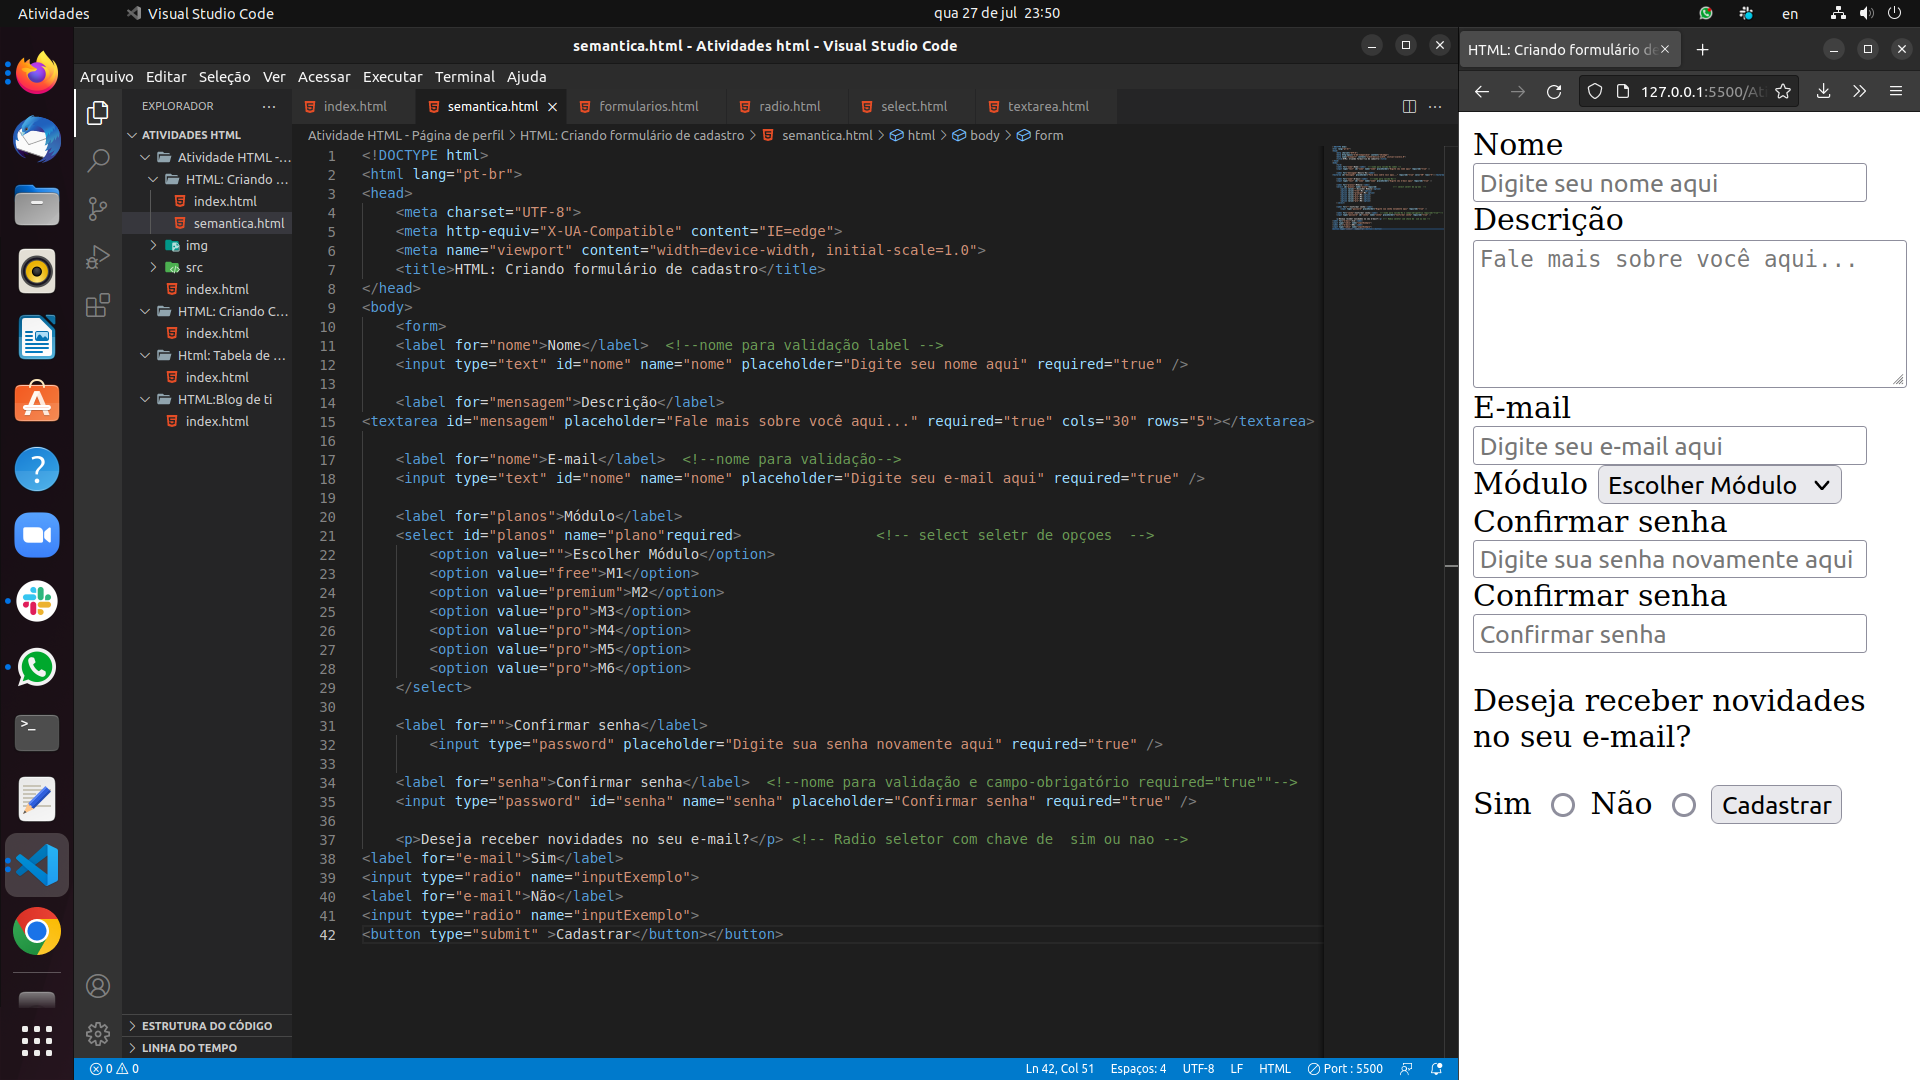 Atividades
Visual Studio Code
qua 27 de jul 23:50
en
semantica.html - Atividades html - Visual Studio Code
Arquivo Editar Seleção Ver Acessar Executar Terminal Ajuda
EXPLORADOR
ATIVIDADES HTML
Atividade HTML -...
HTML: Criando ...
index.html
semantica.html
img
src
index.html
HTML: Criando C...
index.html
Html: Tabela de ...
index.html
HTML:Blog de ti
index.html
ESTRUTURA DO CÓDIGO
LINHA DO TEMPO
index.html
semantica.html
formularios.html
radio.html
select.html
textarea.html
Atividade HTML - Página de perfil > HTML: Criando formulário de cadastro > semantica.html > html > body > form
1 <!DOCTYPE html>
2 <html lang="pt-br">
3 <head>
4 <meta charset="UTF-8">
5 <meta http-equiv="X-UA-Compatible" content="IE=edge">
6 <meta name="viewport" content="width=device-width, initial-scale=1.0">
7 <title>HTML: Criando formulário de cadastro</title>
8 </head>
9 <body>
10 <form>
11 <label for="nome">Nome</label> <!--nome para validação label -->
12 <input type="text" id="nome" name="nome" placeholder="Digite seu nome aqui" required="true" />
13
14 <label for="mensagem">Descrição</label>
15 <textarea id="mensagem" placeholder="Fale mais sobre você aqui..." required="true" cols="30" rows="5"></textarea>
16
17 <label for="nome">E-mail</label> <!--nome para validação-->
18 <input type="text" id="nome" name="nome" placeholder="Digite seu e-mail aqui" required="true" />
19
20 <label for="planos">Módulo</label>
21 <select id="planos" name="plano"required> <!-- select seletr de opçoes -->
22 <option value="">Escolher Módulo</option>
23 <option value="free">M1</option>
24 <option value="premium">M2</option>
25 <option value="pro">M3</option>
26 <option value="pro">M4</option>
27 <option value="pro">M5</option>
28 <option value="pro">M6</option>
29 </select>
30
31 <label for="">Confirmar senha</label>
32 <input type="password" placeholder="Digite sua senha novamente aqui" required="true" />
33
34 <label for="senha">Confirmar senha</label> <!--nome para validação e campo-obrigatório required="true""-->
35 <input type="password" id="senha" name="senha" placeholder="Confirmar senha" required="true" />
36
37 <p>Deseja receber novidades no seu e-mail?</p> <!-- Radio seletor com chave de sim ou nao -->
38 <label for="e-mail">Sim</label>
39 <input type="radio" name="inputExemplo">
40 <label for="e-mail">Não</label>
41 <input type="radio" name="inputExemplo">
42 <button type="submit" >Cadastrar</button></button>
0 0
Ln 42, Col 51 Espaços: 4 UTF-8 LF HTML Port : 5500
HTML: Criando formulário de
127.0.0.1:5500/At
Nome
Digite seu nome aqui
Descrição
Fale mais sobre você aqui...
E-mail
Digite seu e-mail aqui
Módulo Escolher Módulo
Confirmar senha
Digite sua senha novamente aqui
Confirmar senha
Confirmar senha
Deseja receber novidades
no seu e-mail?
Sim Não Cadastrar